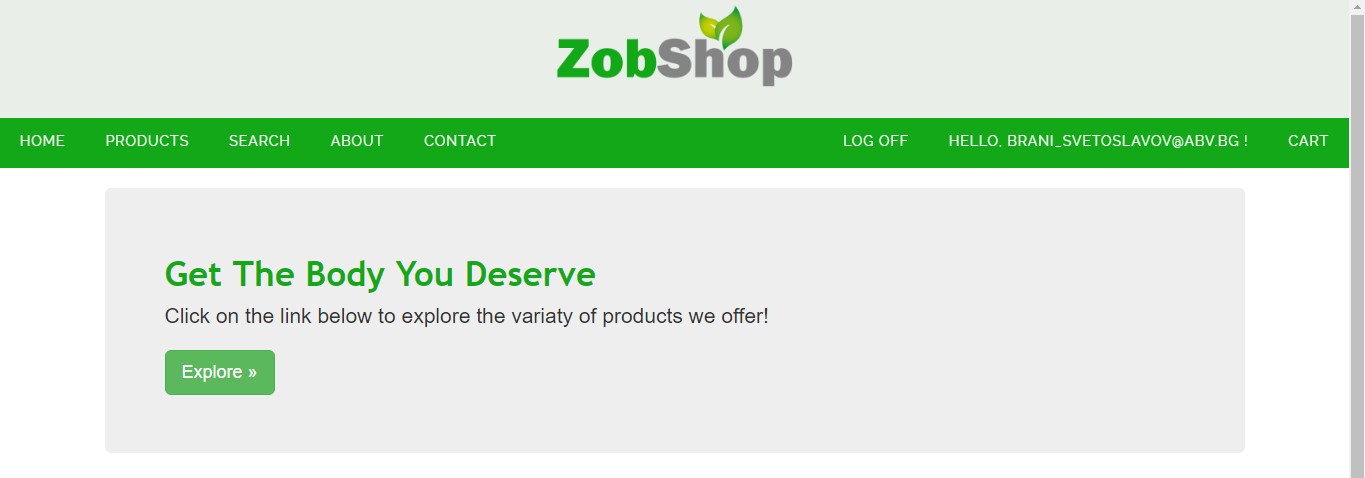 ZobShop
HOME PRODUCTS SEARCH ABOUT CONTACT LOG OFF HELLO, BRANI_SVETOSLAVOV@ABV.BG ! CART
Get The Body You Deserve
Click on the link below to explore the variaty of products we offer!
Explore »